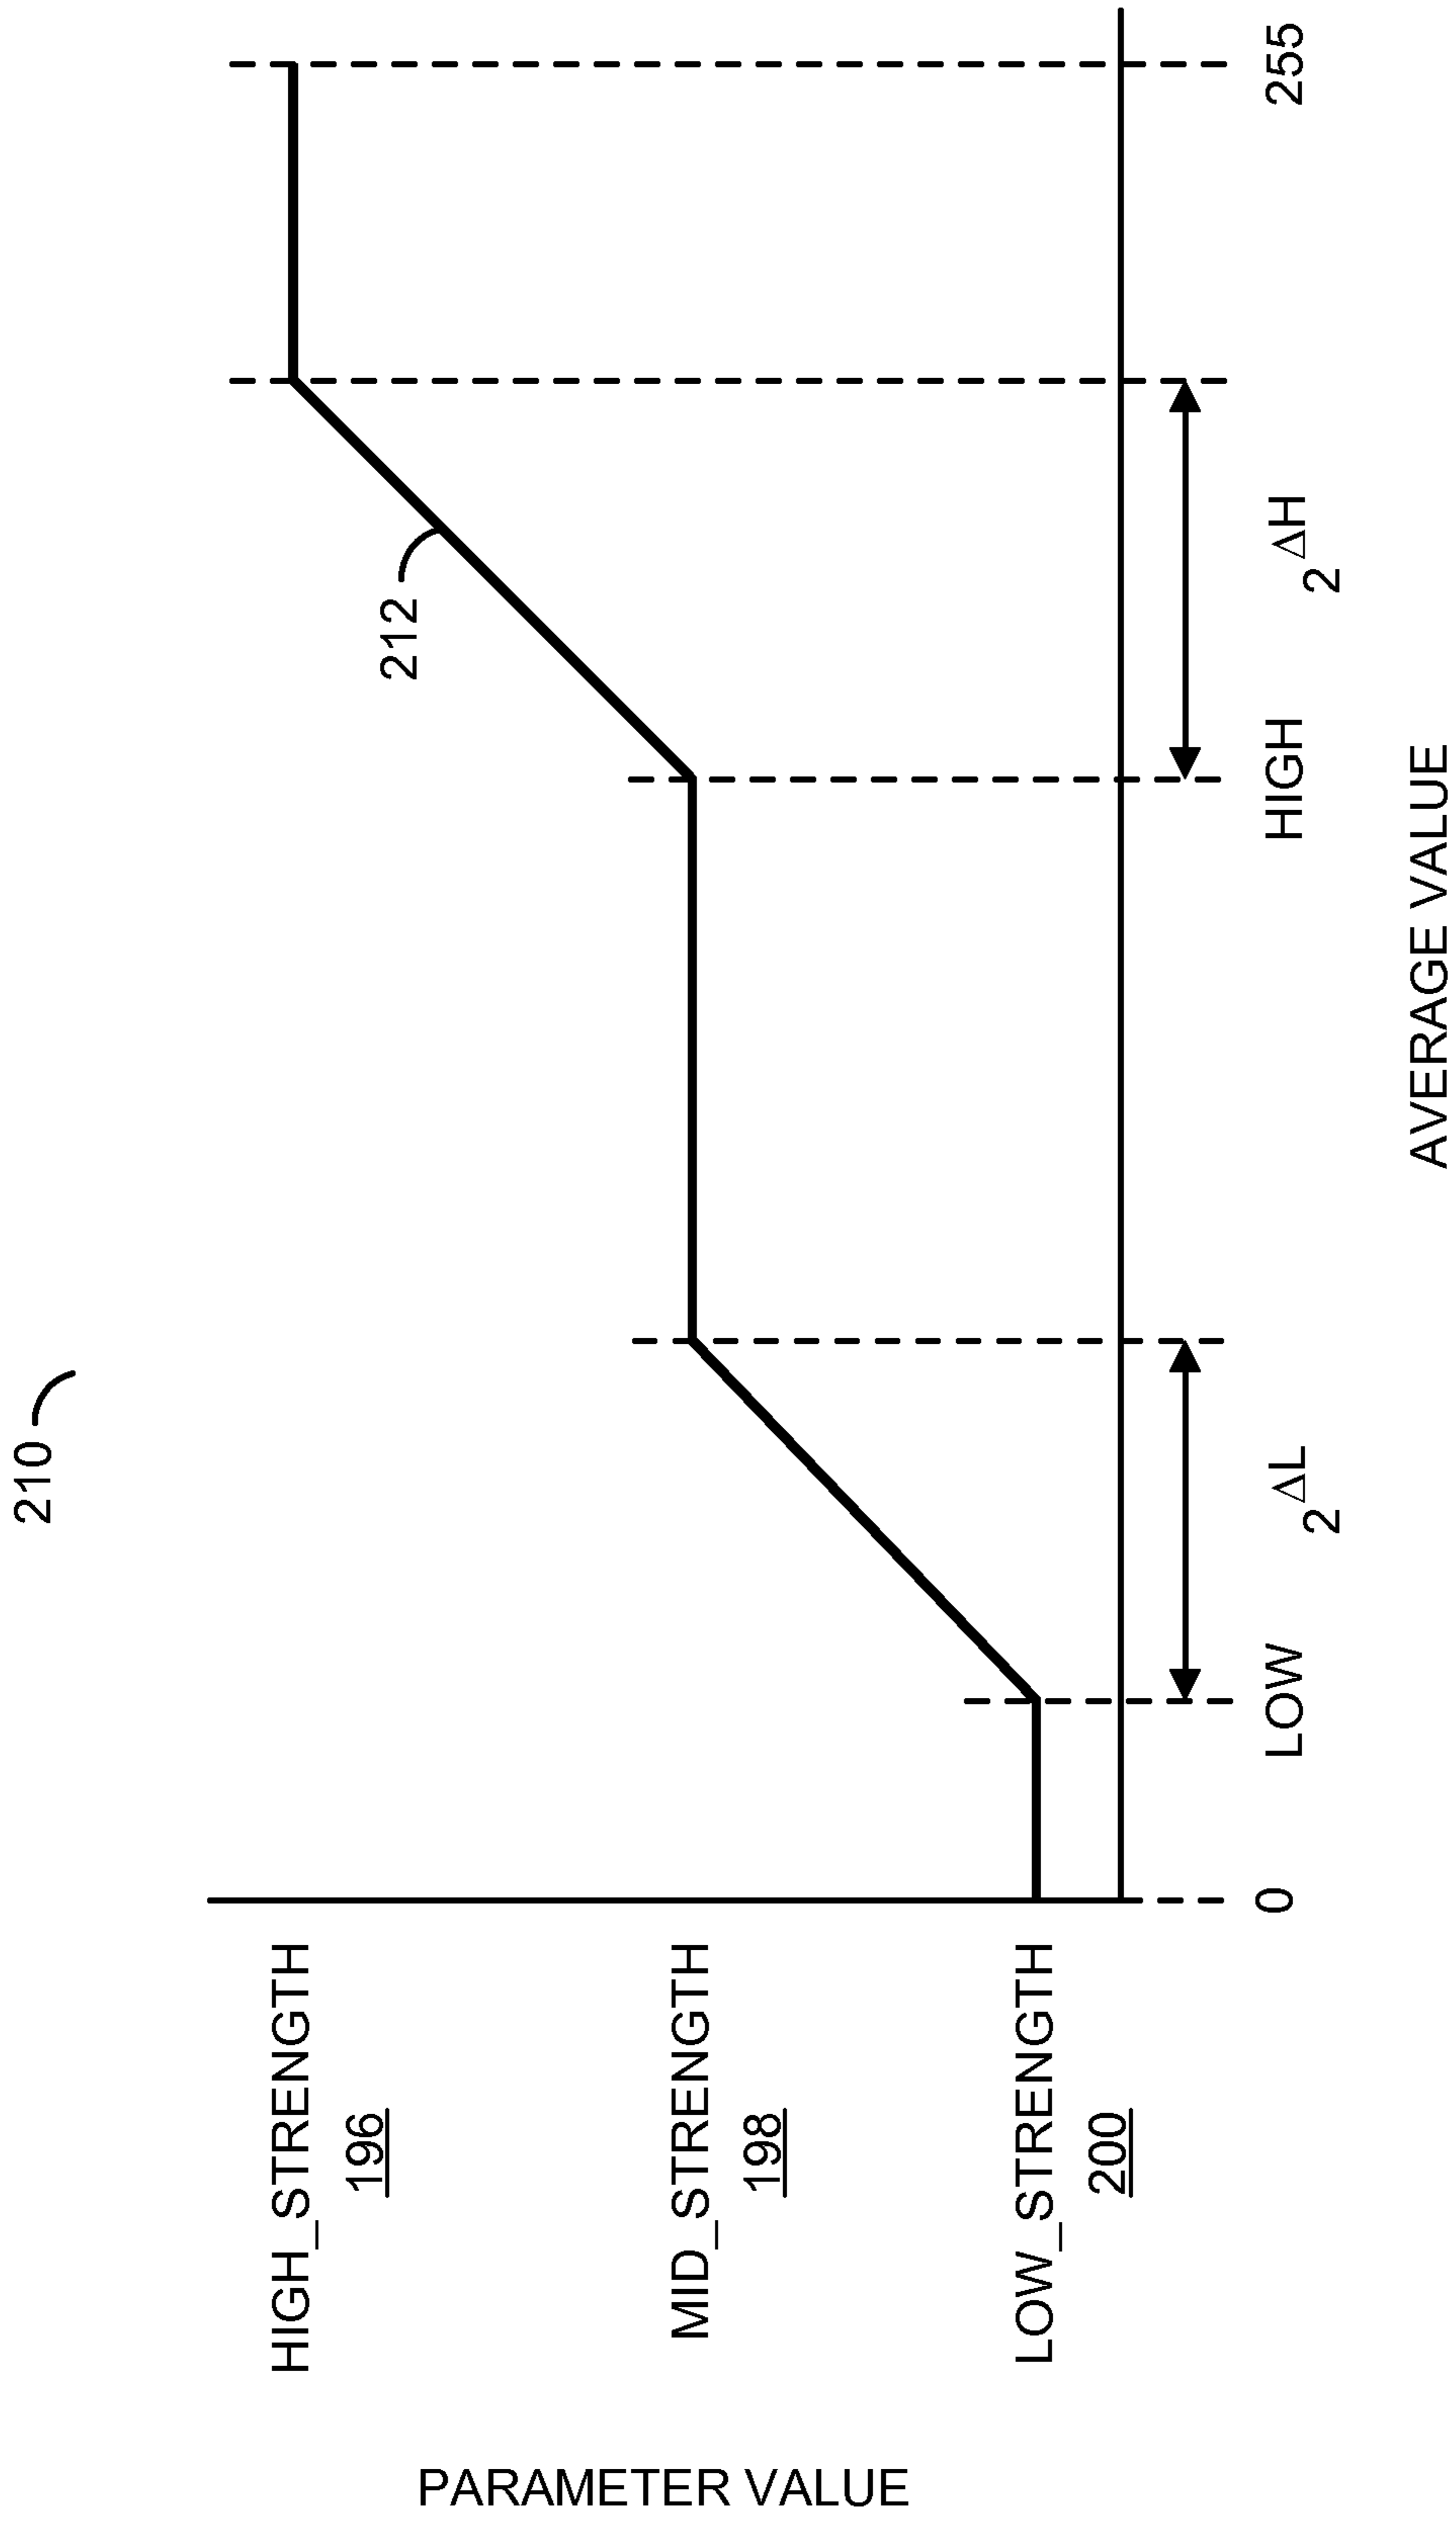 210
212
HIGH_STRENGTH
196
MID_STRENGTH
198
LOW_STRENGTH
200
PARAMETER VALUE
0
LOW
2^ΔL
HIGH
2^ΔH
255
AVERAGE VALUE